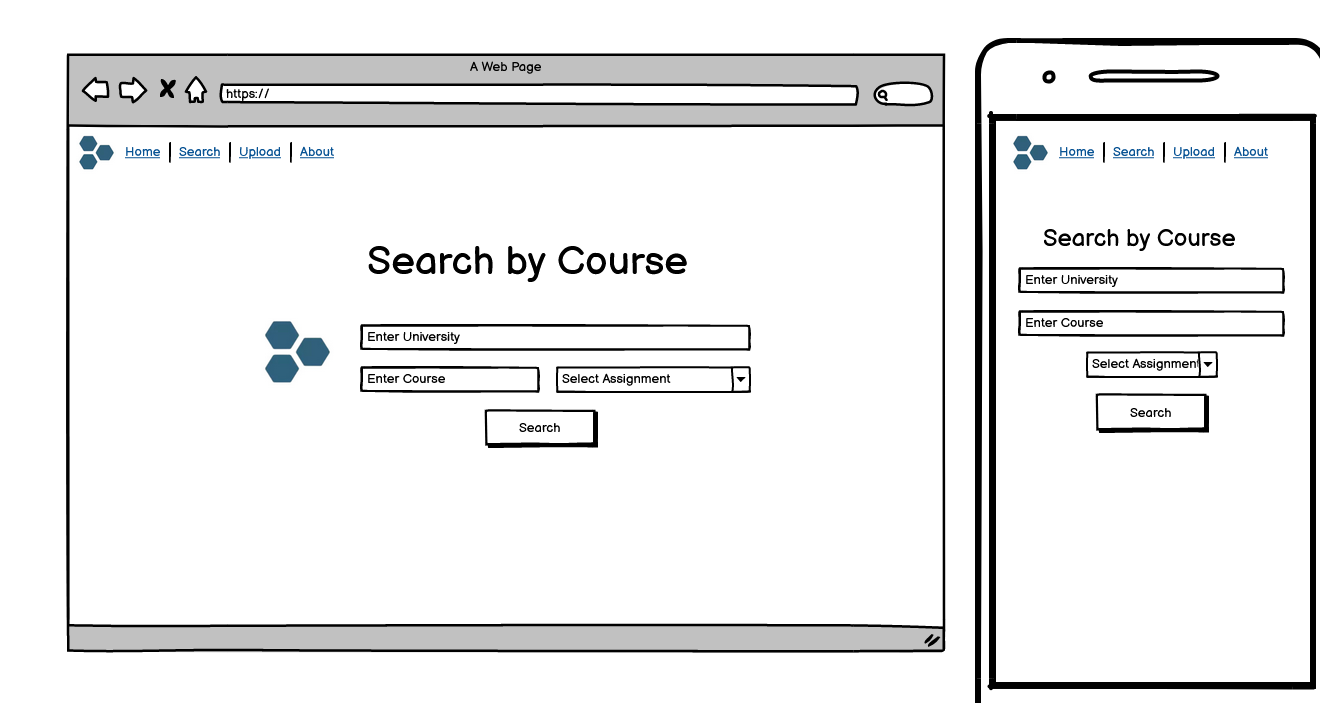 A Web Page
https://
Home Search Upload About
Search by Course
Enter University
Enter Course Select Assignment
Search
Home Search Upload About
Search by Course
Enter University
Enter Course
Select Assignment
Search